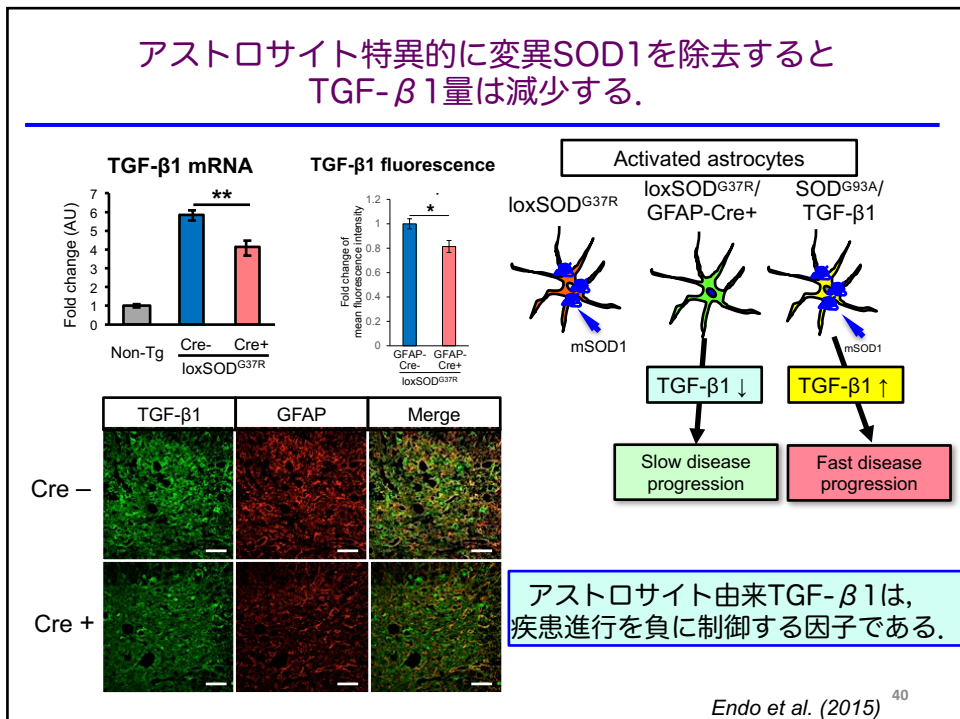 アストロサイト特異的に変異SOD1を除去すると
TGF-β1量は減少する.
TGF-β1 mRNA
Fold change (AU)
7
6
5
4
3
2
1
0
**
Non-Tg
Cre-
Cre+
loxSOD^G37R
TGF-β1 fluorescence
Fold change of
mean fluorescence intensity
1.2
1
0.8
0.6
0.4
0.2
0
*
GFAP-
Cre-
GFAP-
Cre+
loxSOD^G37R
Activated astrocytes
loxSOD^G37R
loxSOD^G37R/
GFAP-Cre+
SOD^G93A/
TGF-β1
mSOD1
mSOD1
TGF-β1 ↓
TGF-β1 ↑
Slow disease
progression
Fast disease
progression
TGF-β1
GFAP
Merge
Cre –
Cre +
アストロサイト由来TGF-β1は,
疾患進行を負に制御する因子である.
Endo et al. (2015)
40